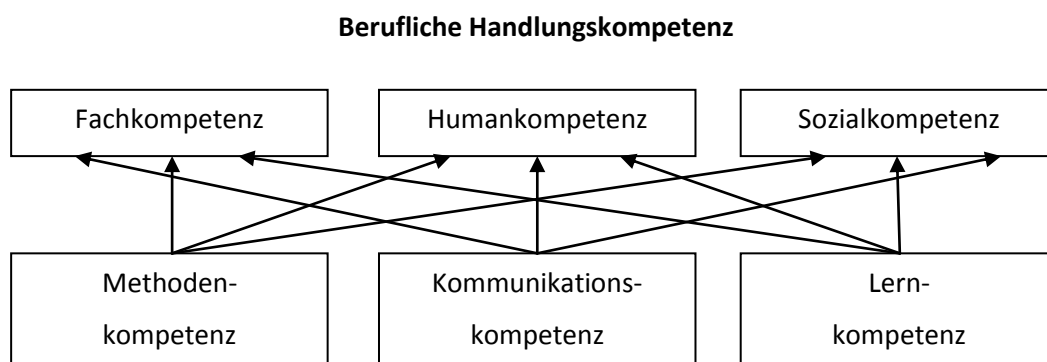 Berufliche Handlungskompetenz
Fachkompetenz
Humankompetenz
Sozialkompetenz
Methoden-
kompetenz
Kommunikations-
kompetenz
Lern-
kompetenz